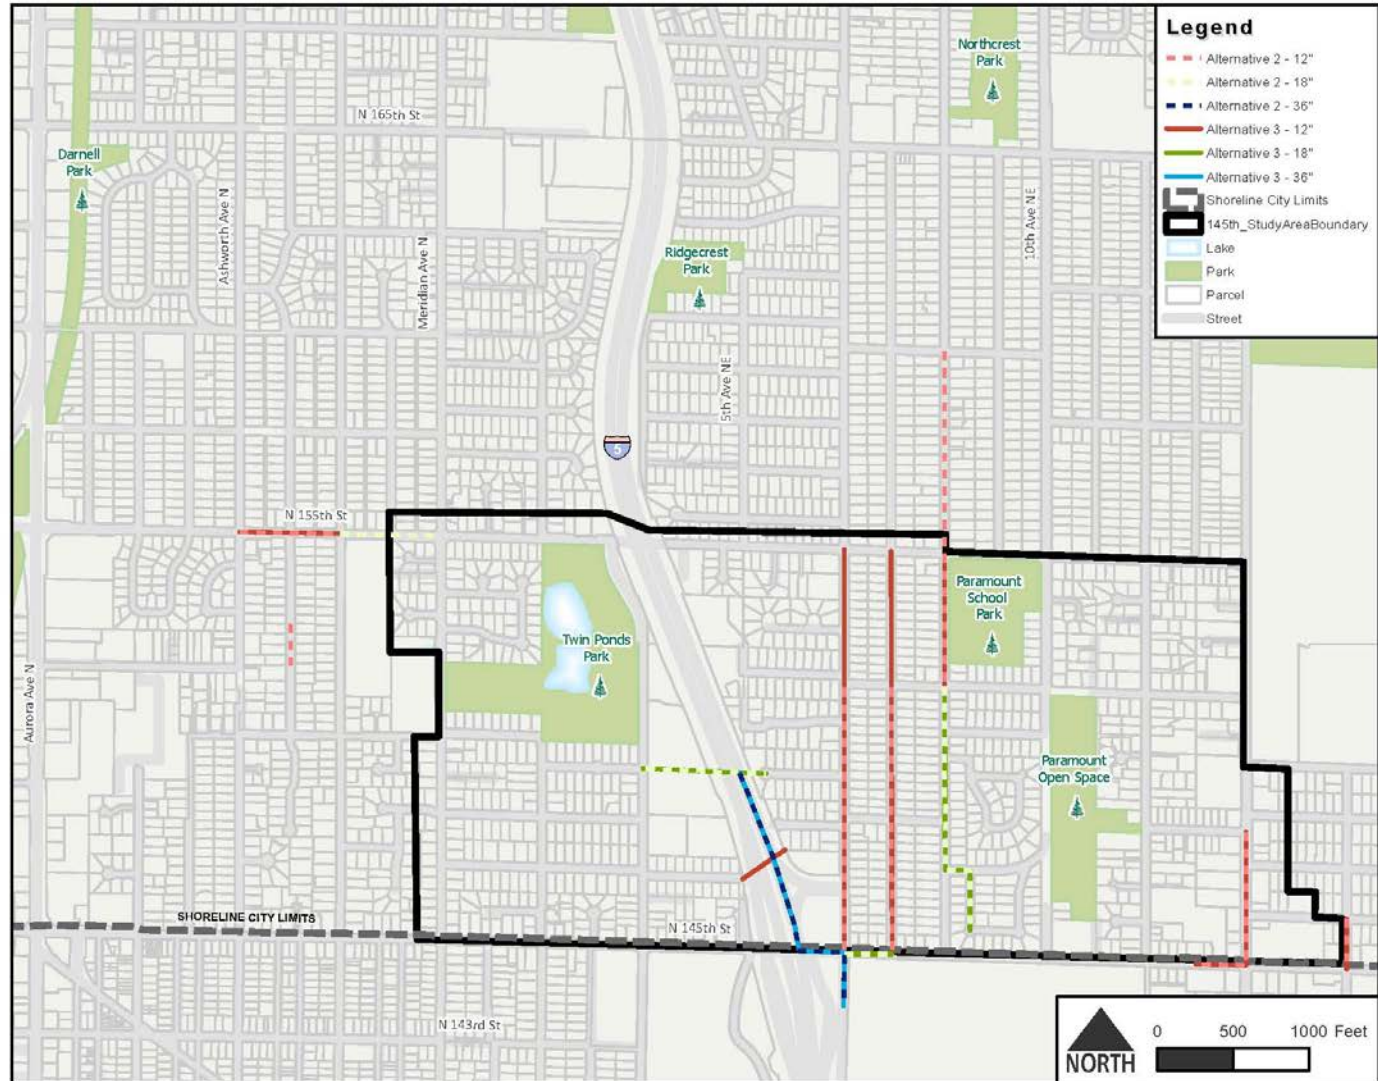 Legend
Alternative 2 - 12"
Alternative 2 - 18"
Alternative 2 - 36"
Alternative 3 - 12"
Alternative 3 - 18"
Alternative 3 - 36"
Shoreline City Limits
145th_StudyAreaBoundary
Lake
Park
Parcel
Street
Northcrest
Park
N 165th St
Darnell
Park
Ashworth Ave N
Meridian Ave N
10th Ave NE
Ridgecrest
Park
5th Ave NE
5
N 155th St
Paramount
School
Park
Twin Ponds
Park
Aurora Ave N
Paramount
Open Space
SHORELINE CITY LIMITS
N 145th St
N 143rd St
NORTH
0 500 1000 Feet